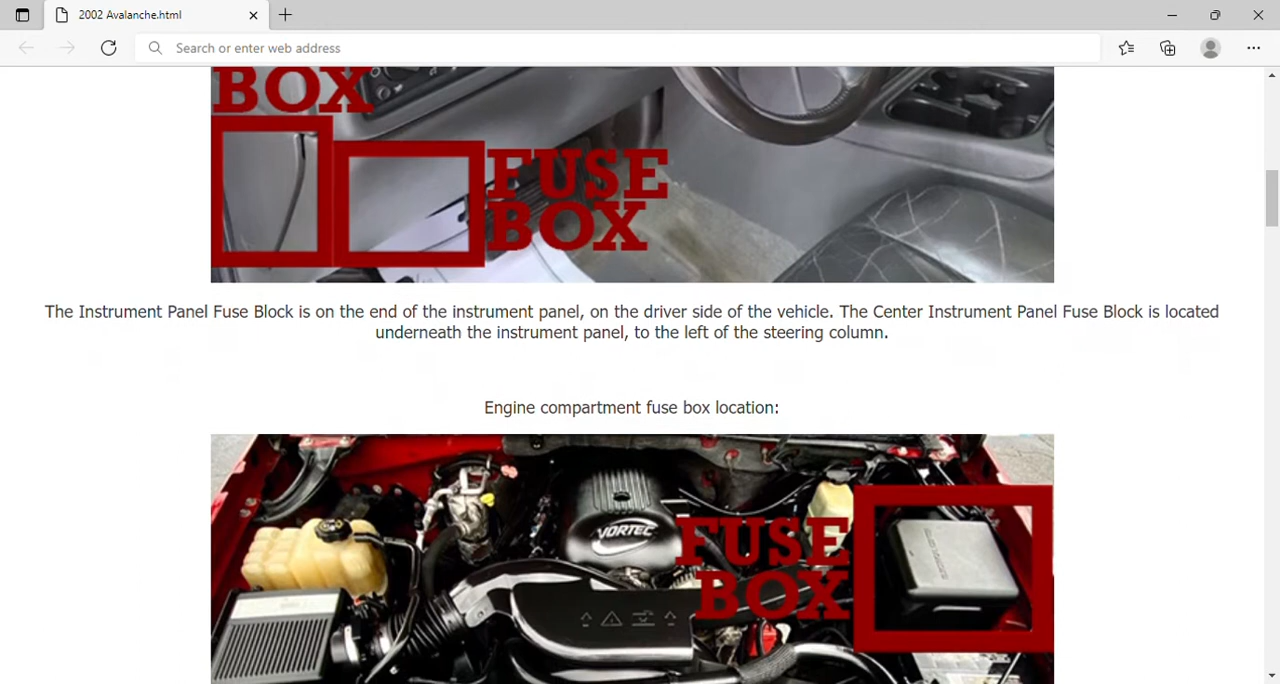 2002 Avalanche.html
Search or enter web address
BOX
FUSE
BOX
The Instrument Panel Fuse Block is on the end of the instrument panel, on the driver side of the vehicle. The Center Instrument Panel Fuse Block is located
underneath the instrument panel, to the left of the steering column.
Engine compartment fuse box location:
VORTEC
FUSE
BOX